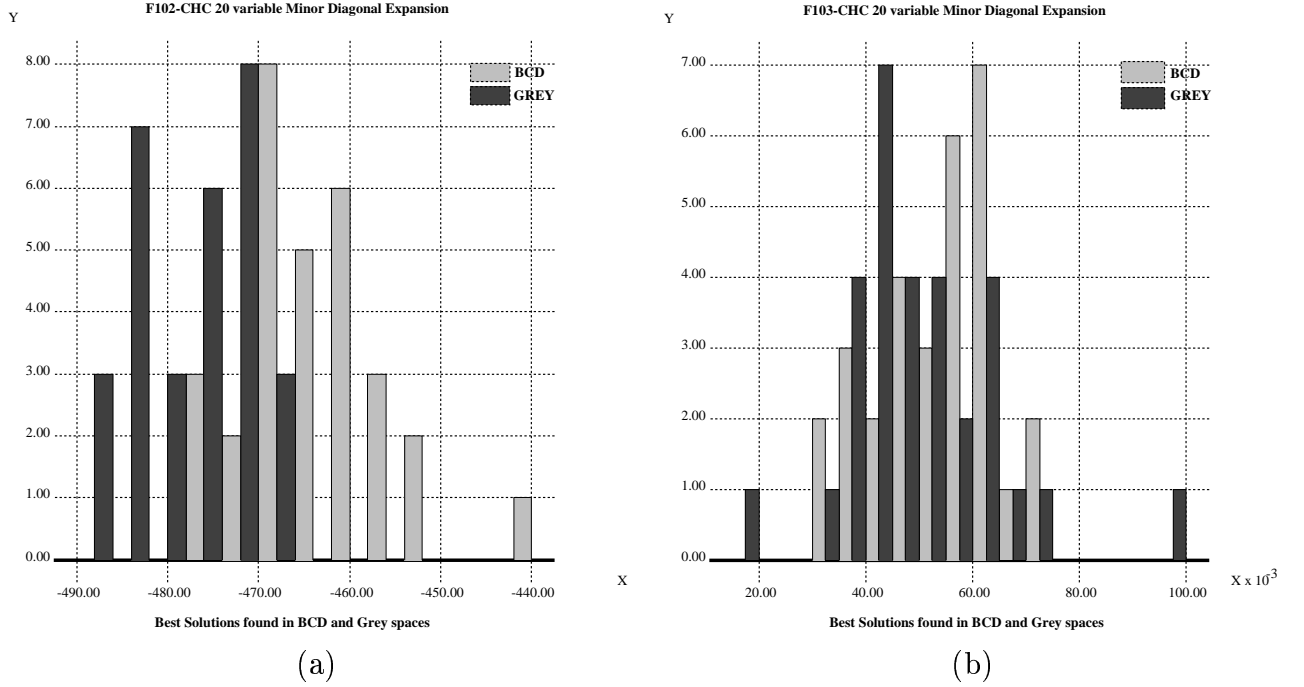 F102-CHC 20 variable Minor Diagonal Expansion
Y
8.00
7.00
6.00
5.00
4.00
3.00
2.00
1.00
0.00
BCD
GREY
-490.00 -480.00 -470.00 -460.00 -450.00 -440.00
X
Best Solutions found in BCD and Grey spaces
(a)
F103-CHC 20 variable Minor Diagonal Expansion
Y
7.00
6.00
5.00
4.00
3.00
2.00
1.00
0.00
BCD
GREY
20.00 40.00 60.00 80.00 100.00
X x 10-3
Best Solutions found in BCD and Grey spaces
(b)